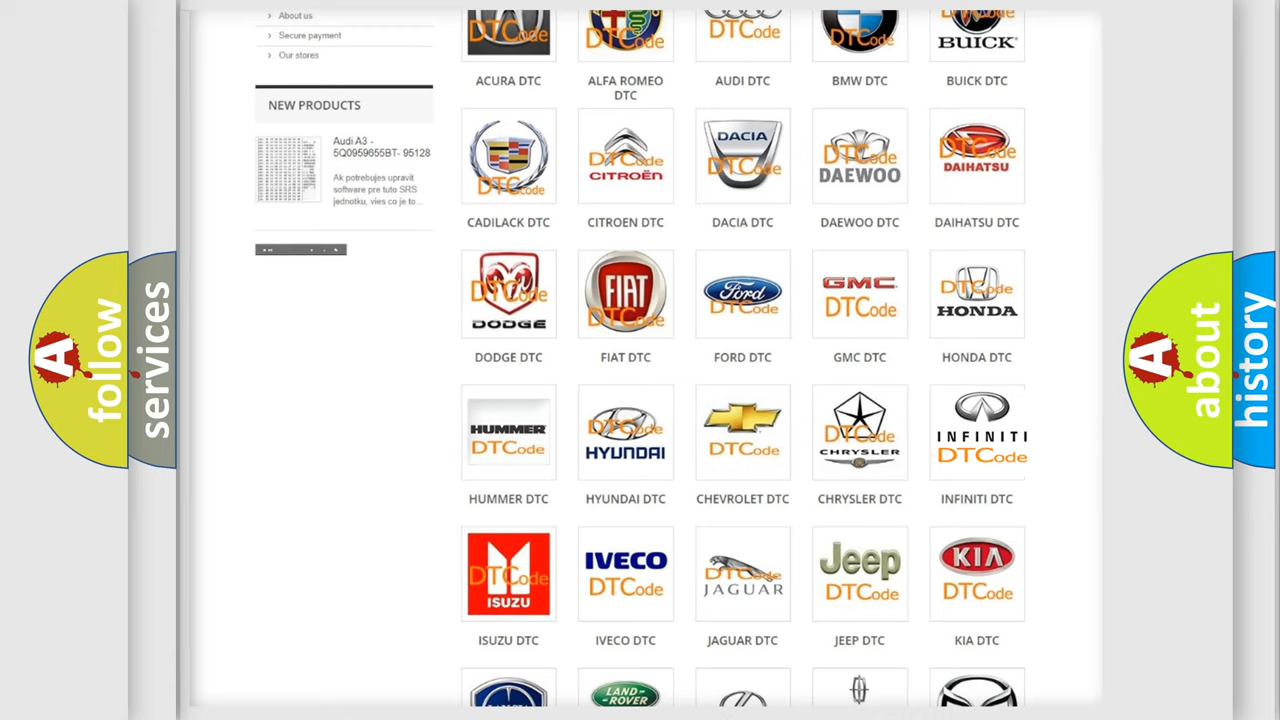 About us
Secure payment
Our stores
NEW PRODUCTS
Audi A3 -
5Q0959655BT- 95128
Ak potrebujes upravit
software pre tuto SRS
jednotku, vies co je to...
DTCode
DTCode
DTCode
DTCode
BUICK
ACURA DTC
ALFA ROMEO
DTC
AUDI DTC
BMW DTC
BUICK DTC
DTCode
DTCode
CITROËN
DACIA
DTCode
DTCode
DAEWOO
DTCode
DAIHATSU
CADILACK DTC
CITROEN DTC
DACIA DTC
DAEWOO DTC
DAIHATSU DTC
DTCode
DODGE
FIAT
DTCode
Ford
DTCode
GMC
DTCode
DTCode
HONDA
DODGE DTC
FIAT DTC
FORD DTC
GMC DTC
HONDA DTC
HUMMER
DTCode
DTCode
HYUNDAI
DTCode
DTCode
CHRYSLER
INFINITI
DTCode
HUMMER DTC
HYUNDAI DTC
CHEVROLET DTC
CHRYSLER DTC
INFINITI DTC
DTCode
ISUZU
IVECO
DTCode
DTCode
JAGUAR
Jeep
DTCode
KIA
DTCode
ISUZU DTC
IVECO DTC
JAGUAR DTC
JEEP DTC
KIA DTC
LAND-
ROVER
A
follow
services
A
about
history